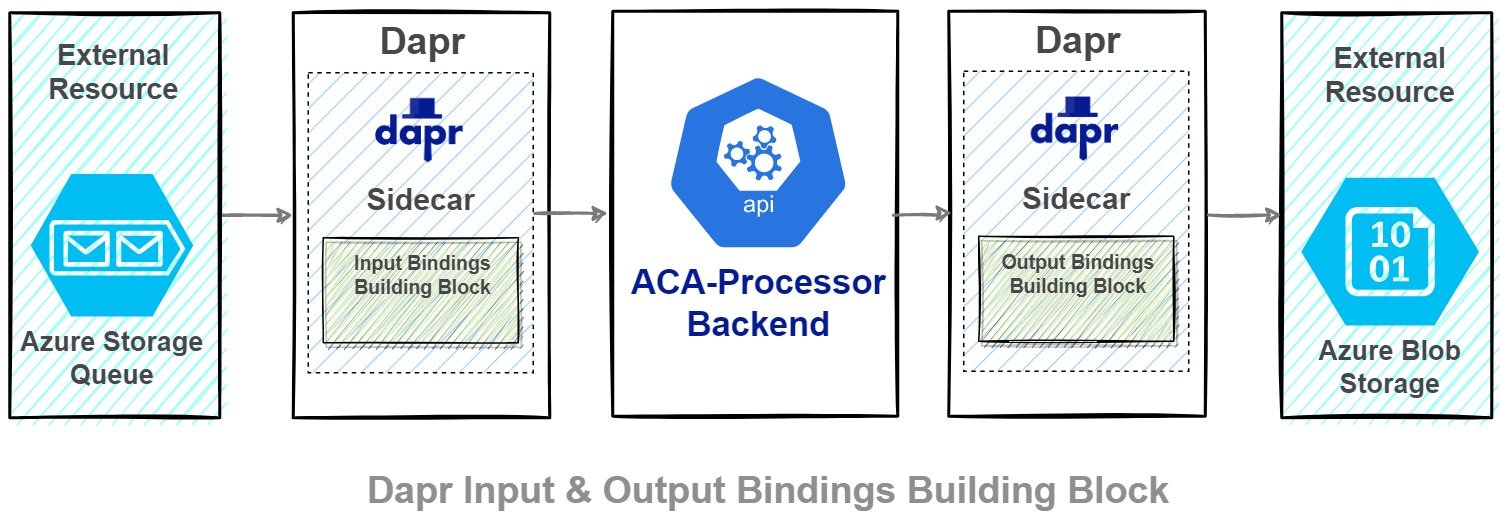 External
Resource
Azure Storage
Queue
Dapr
dapr
Sidecar
Input Bindings
Building Block
api
ACA-Processor
Backend
Dapr
dapr
Sidecar
Output Bindings
Building Block
External
Resource
10
01
Azure Blob
Storage
Dapr Input & Output Bindings Building Block